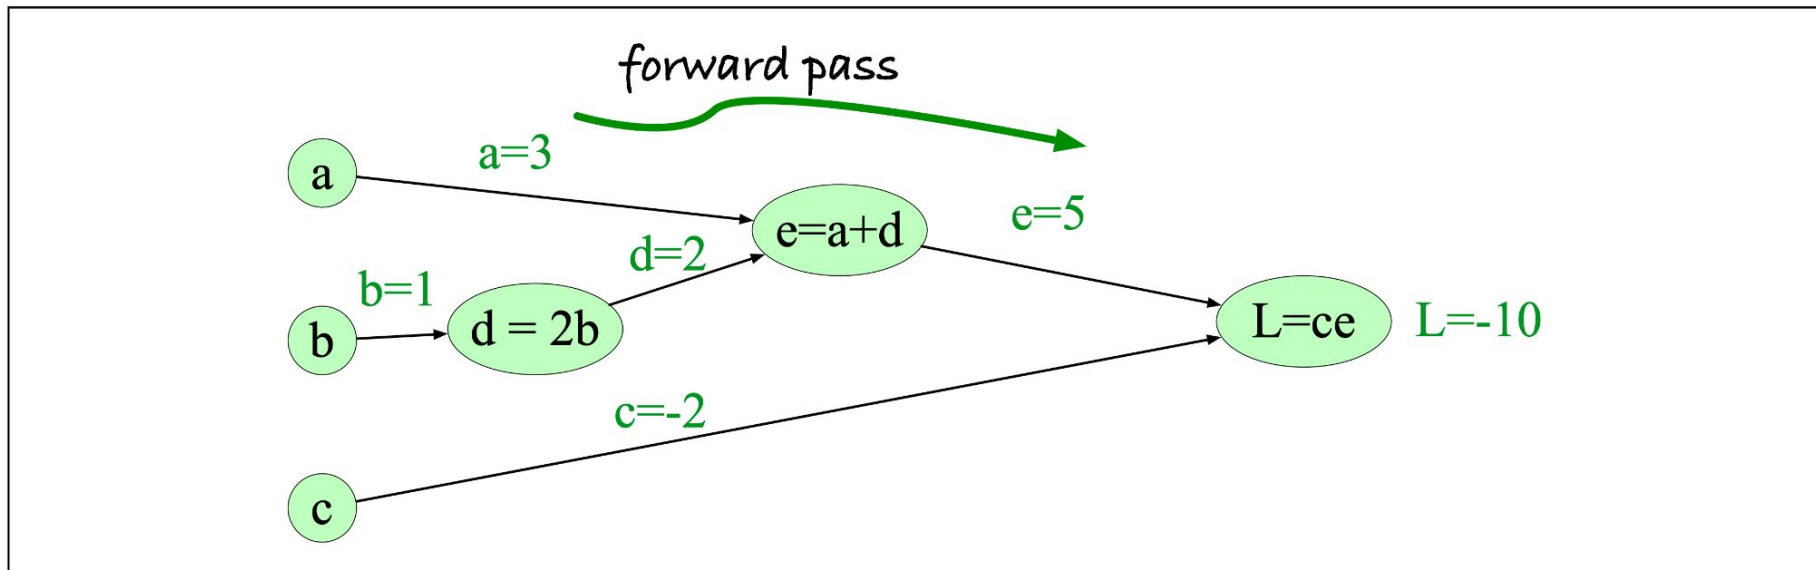 forward pass
a=3
a
e=5
e=a+d
d=2
b=1
d = 2b
b
L=ce
L=-10
c=-2
c